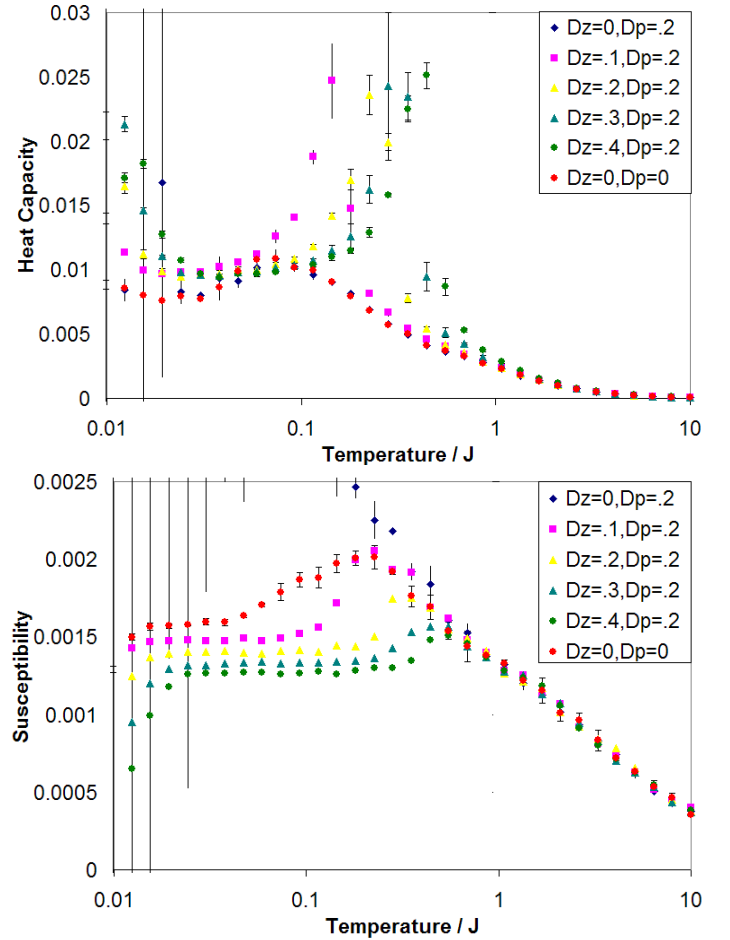 0.03
0.025
0.02
0.015
0.01
0.005
0
Heat Capacity
Dz=0,Dp=.2
Dz=.1,Dp=.2
Dz=.2,Dp=.2
Dz=.3,Dp=.2
Dz=.4,Dp=.2
Dz=0,Dp=0
0.01
0.1
1
10
Temperature / J
0.0025
0.002
0.0015
0.001
0.0005
0
Susceptibility
Dz=0,Dp=.2
Dz=.1,Dp=.2
Dz=.2,Dp=.2
Dz=.3,Dp=.2
Dz=.4,Dp=.2
Dz=0,Dp=0
0.01
0.1
1
10
Temperature / J